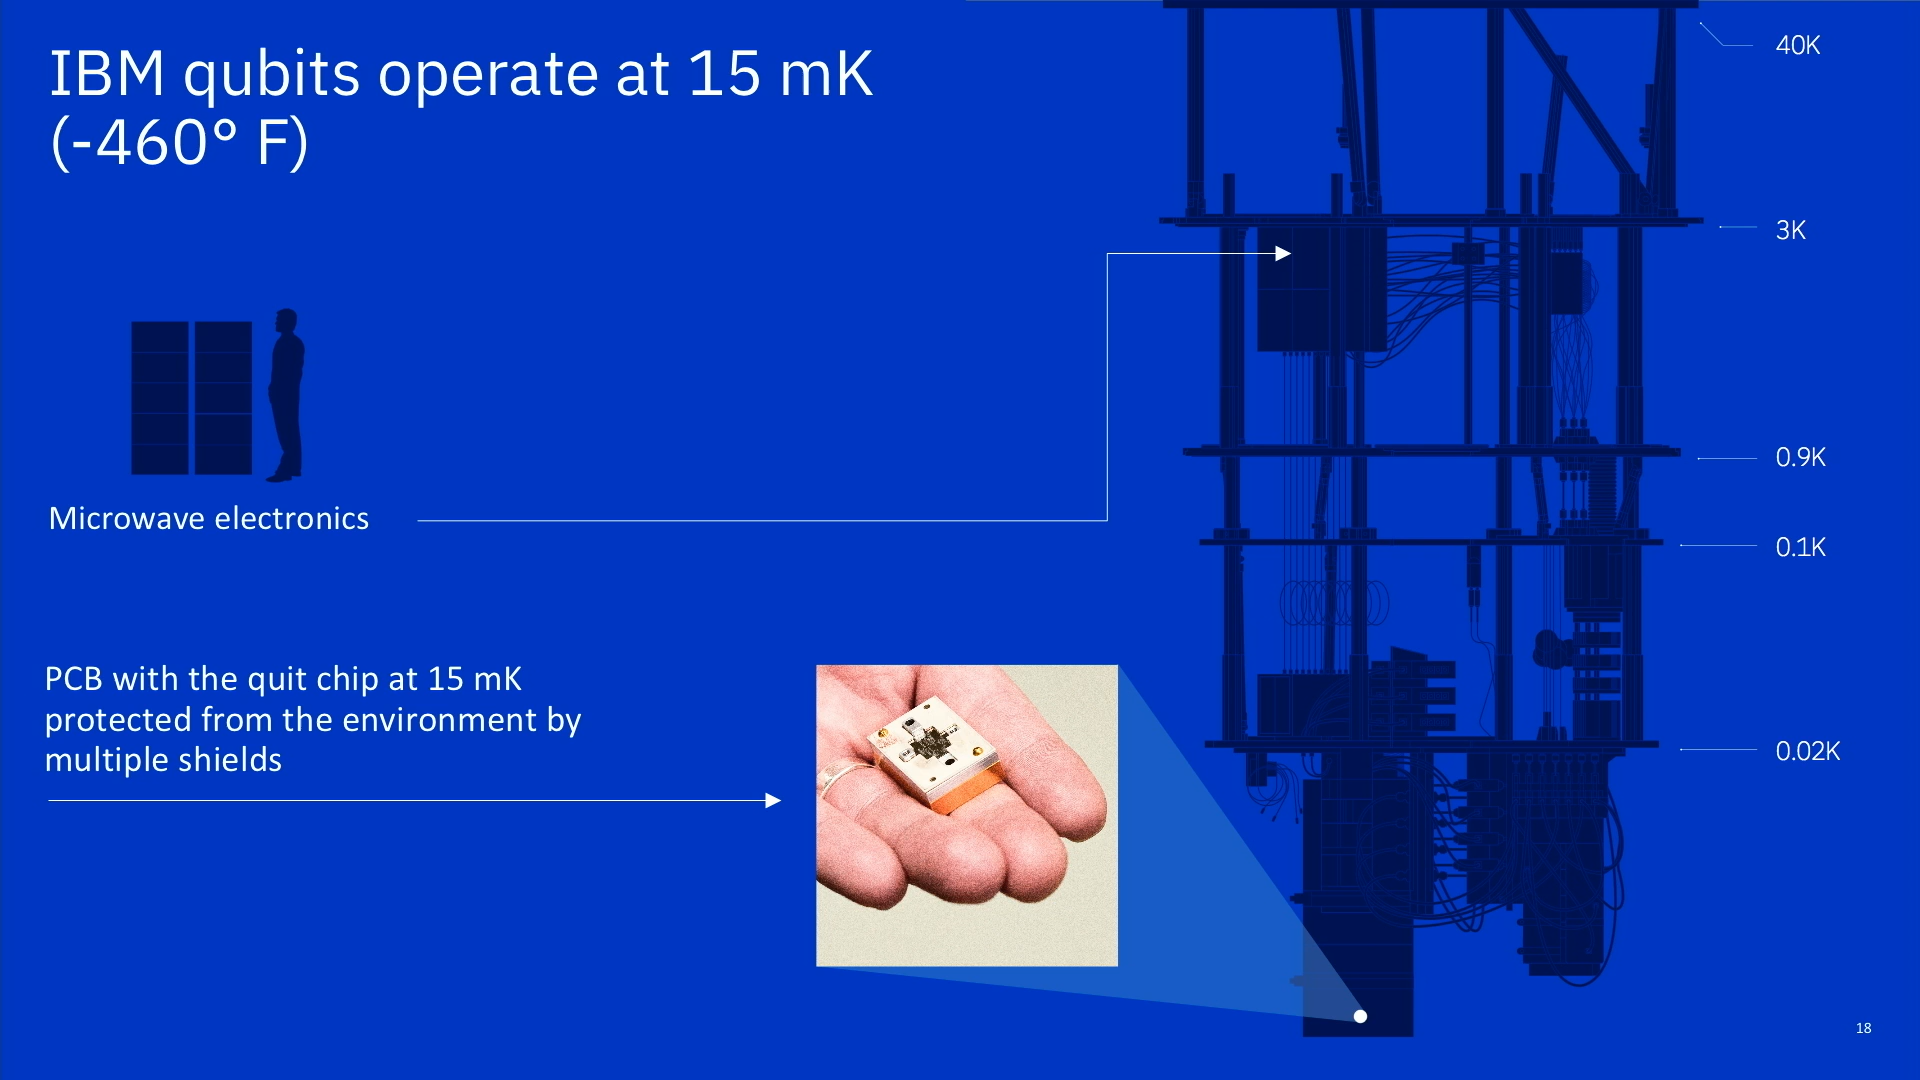 IBM qubits operate at 15 mK
(-460° F)
40K
3K
Microwave electronics
0.9K
0.1K
PCB with the quit chip at 15 mK
protected from the environment by
multiple shields
0.02K
18